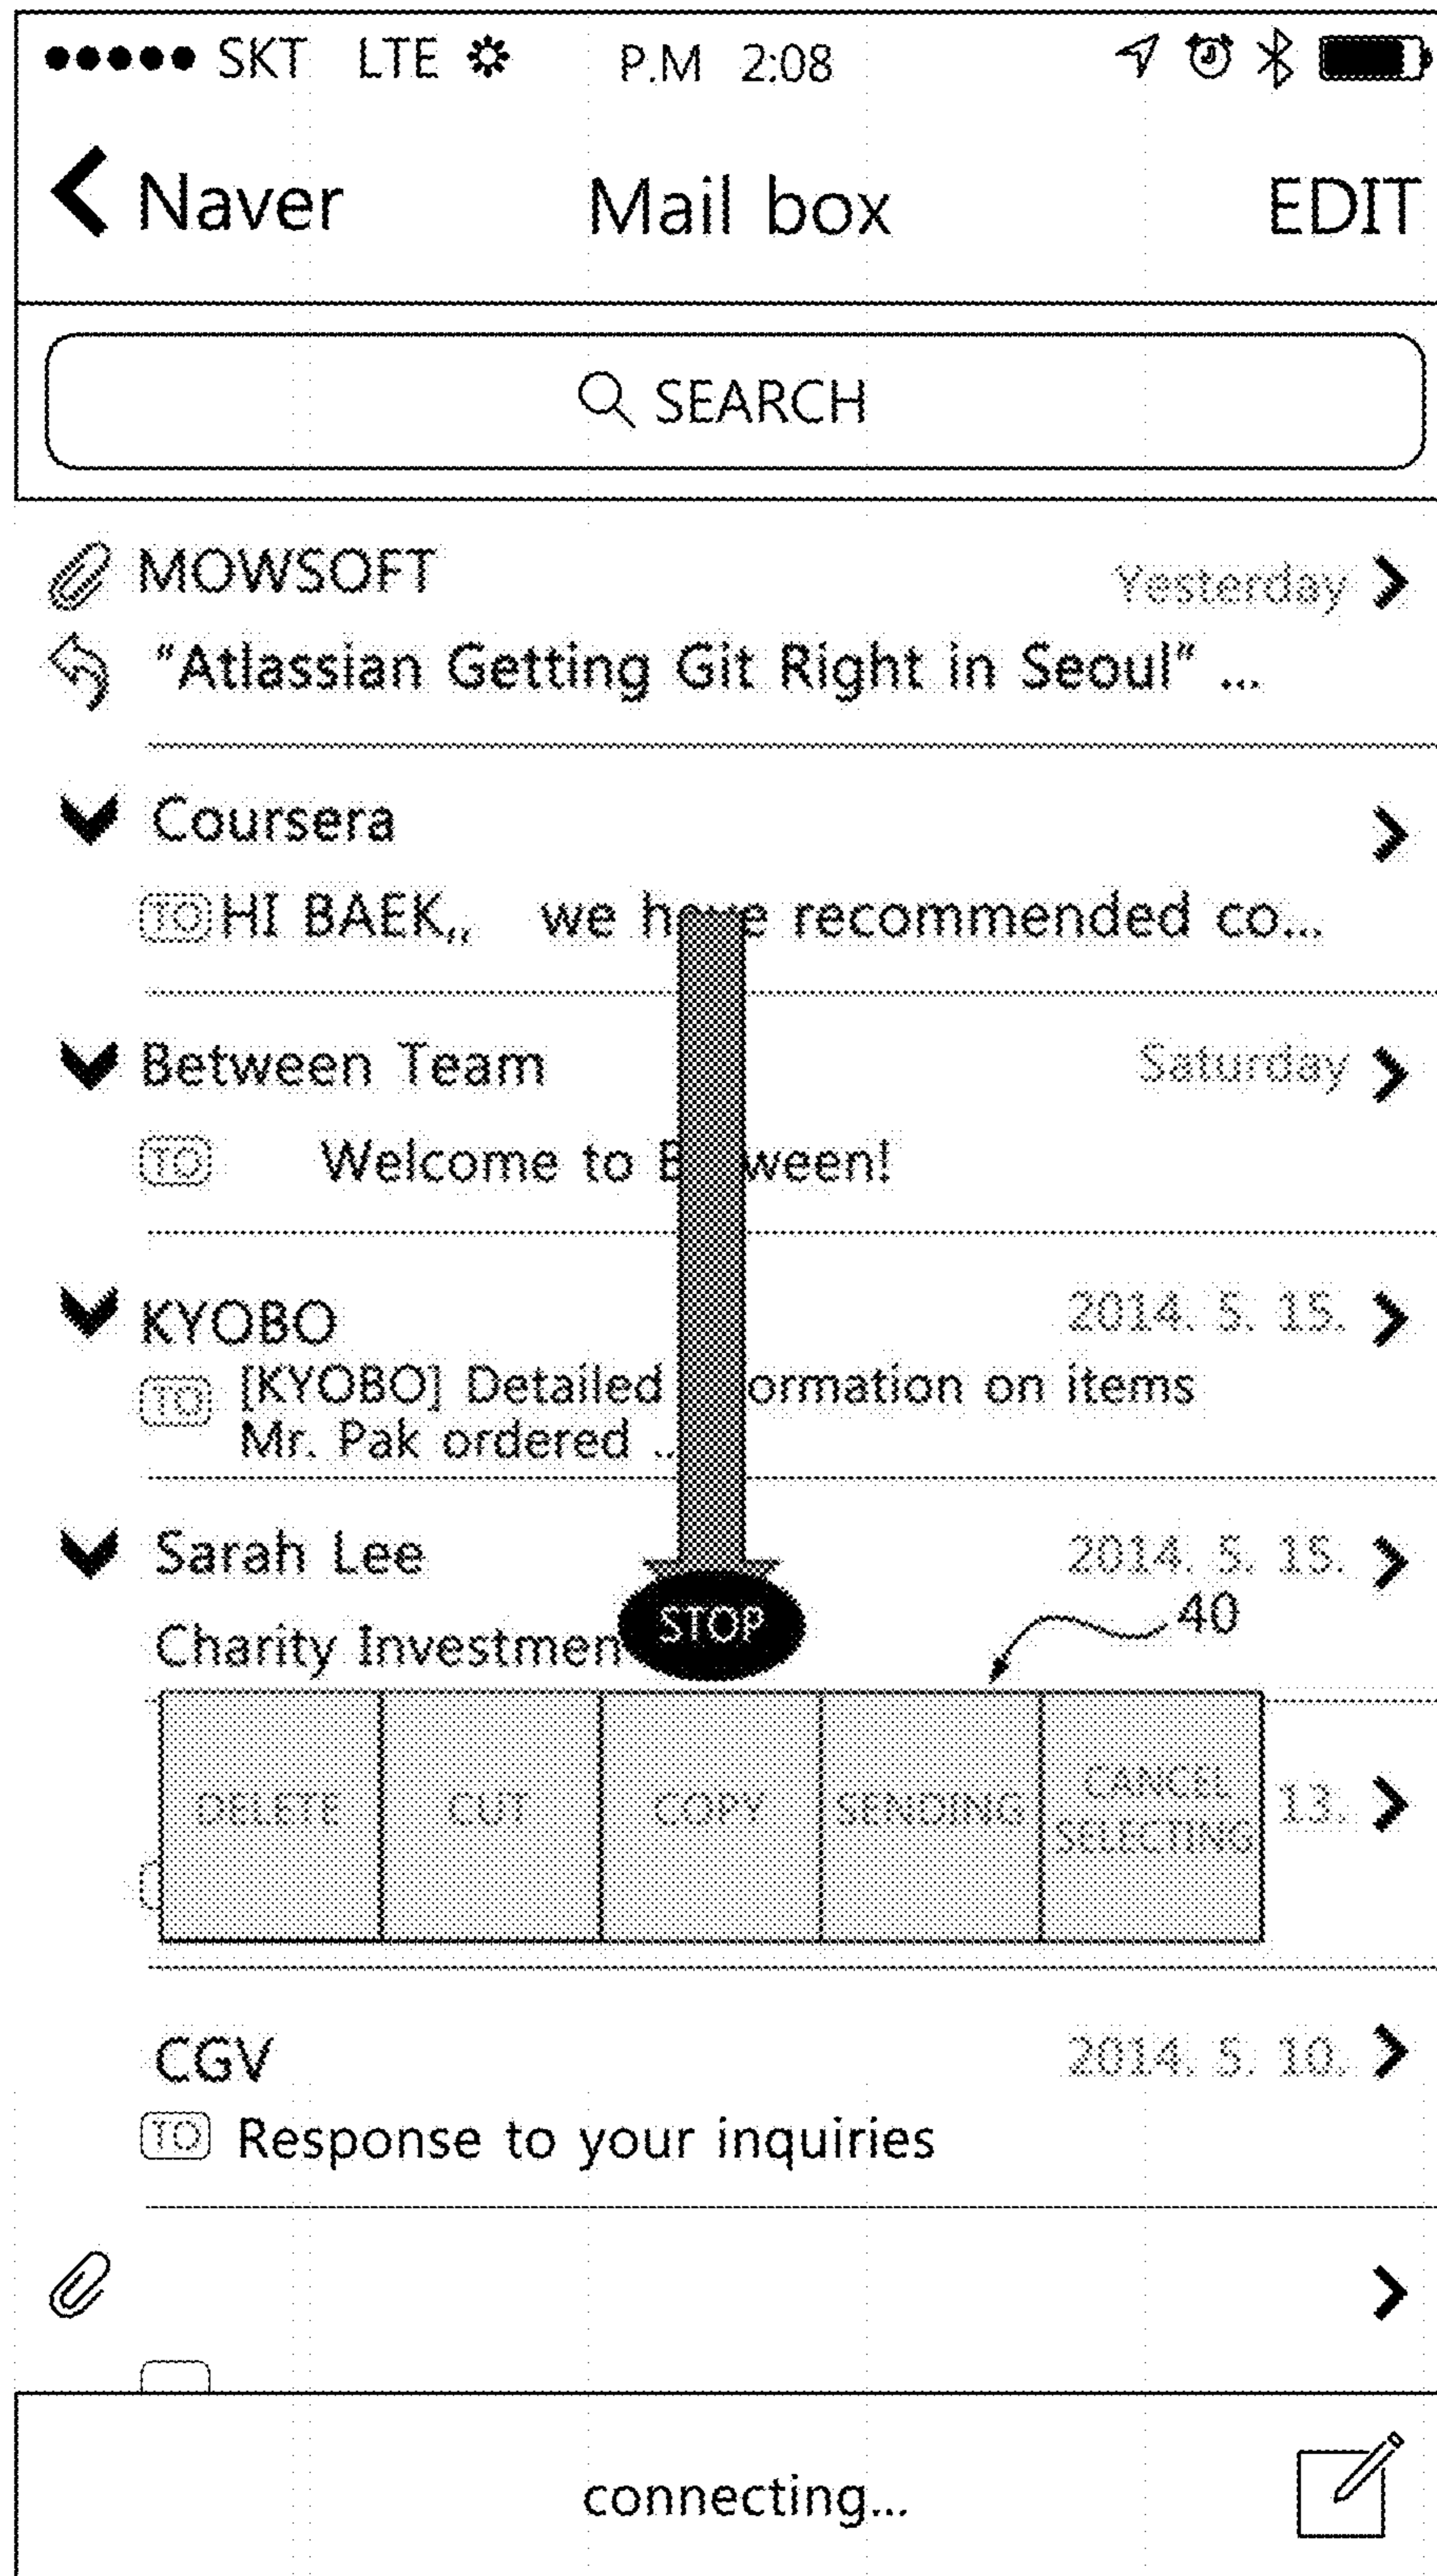 SKT LTE P.M 2:08
Naver Mail box EDIT
SEARCH
MOWSOFT Yesterday
“Atlassian Getting Git Right in Seoul” ...
Coursera
TO HI BAEK,, we have recommended co...
Between Team Saturday
TO Welcome to B ween!
KYOBO 2014. 5. 15.
TO [KYOBO] Detailed ormation on items
Mr. Pak ordered ..
Sarah Lee 2014. 5. 15.
STOP 40
Charity Investmen
DELETE CUT COPY SENDING CANCEL SELECTING 13.
CGV 2014. 5. 10.
TO Response to your inquiries
connecting...